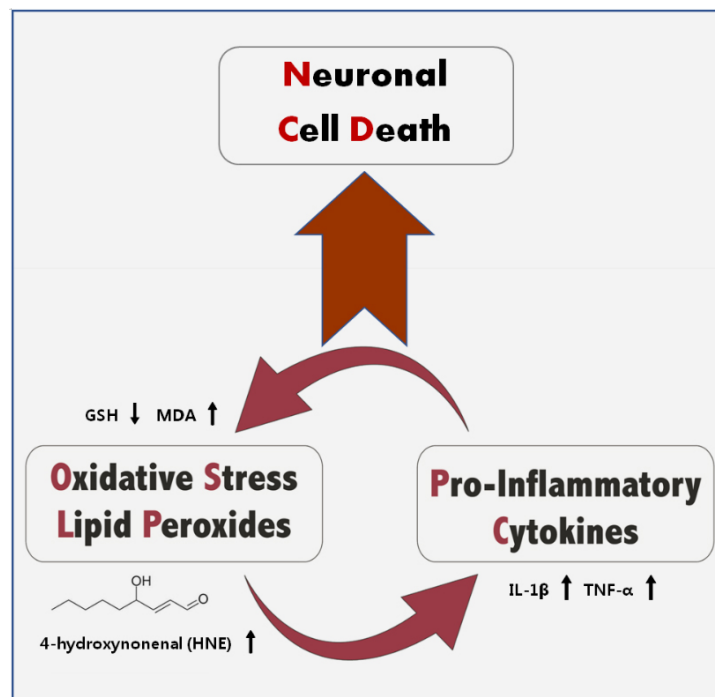 Neuronal
Cell Death
GSH ↓ MDA ↑
Oxidative Stress
Lipid Peroxides
Pro-Inflammatory
Cytokines
OH
O
IL-1β ↑ TNF-α ↑
4-hydroxynonenal (HNE) ↑